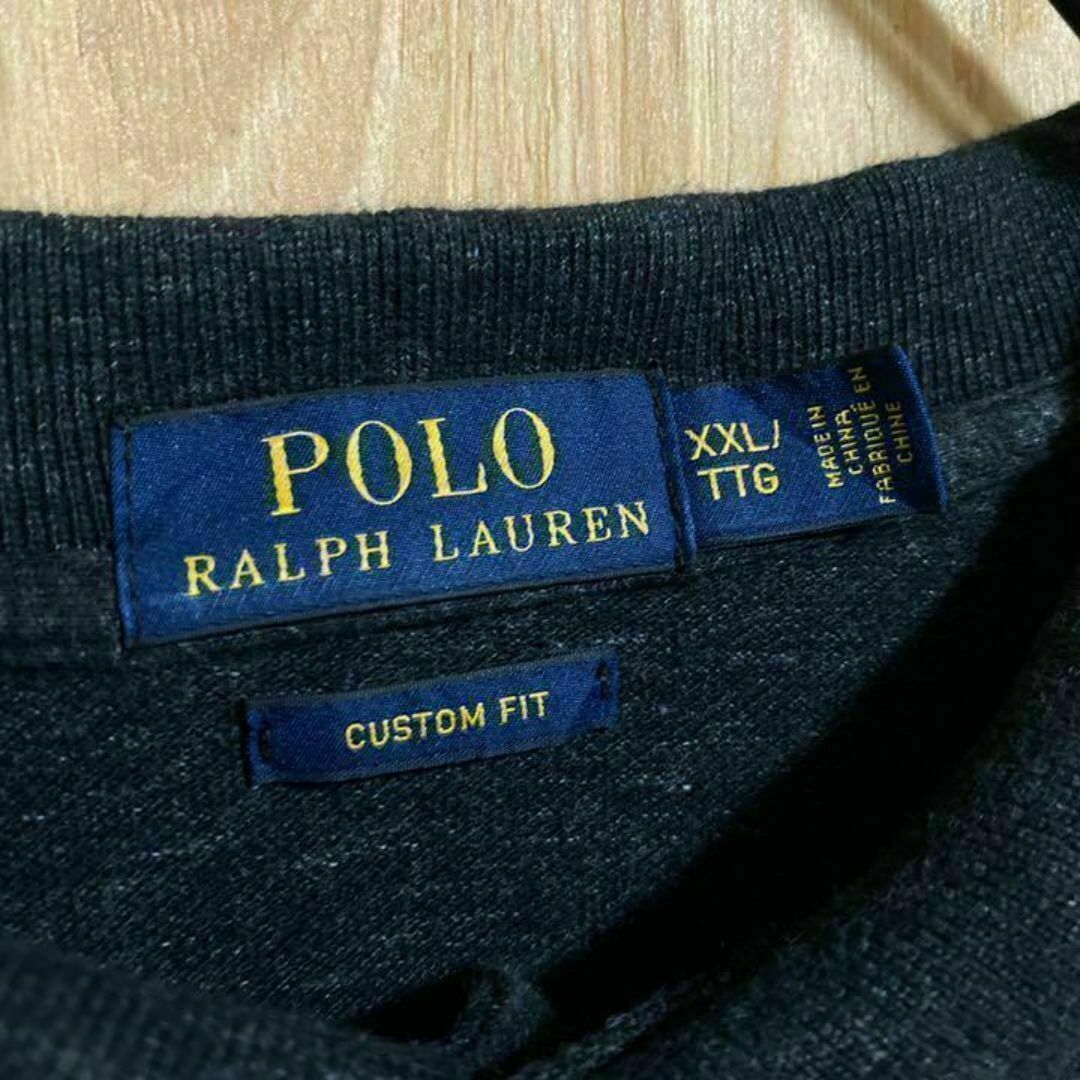 POLO
RALPH LAUREN
XXL/
TTG
MADE IN
CHINA
FABRIQUÉ EN
CHINE
CUSTOM FIT